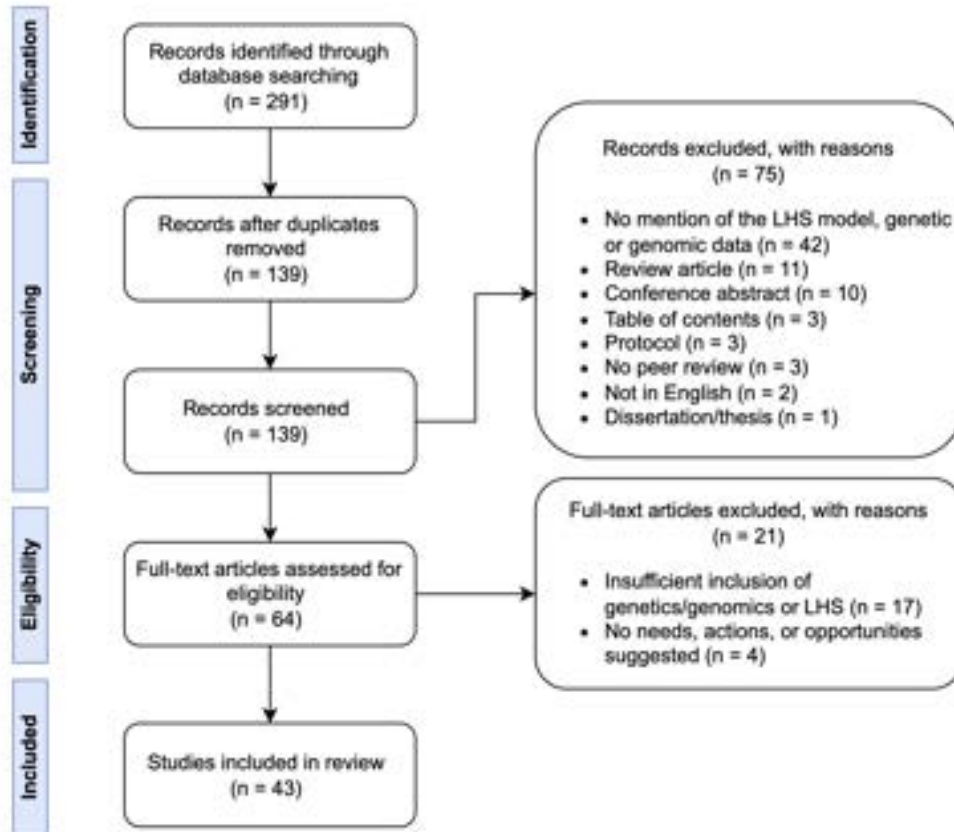 Identification
Records identified through
database searching
(n = 291)
Screening
Records after duplicates
removed
(n = 139)
Records screened
(n = 139)
Records excluded, with reasons
(n = 75)
• No mention of the LHS model, genetic
or genomic data (n = 42)
• Review article (n = 11)
• Conference abstract (n = 10)
• Table of contents (n = 3)
• Protocol (n = 3)
• No peer review (n = 3)
• Not in English (n = 2)
• Dissertation/thesis (n = 1)
Eligibility
Full-text articles assessed for
eligibility
(n = 64)
Full-text articles excluded, with reasons
(n = 21)
• Insufficient inclusion of
genetics/genomics or LHS (n = 17)
• No needs, actions, or opportunities
suggested (n = 4)
Included
Studies included in review
(n = 43)